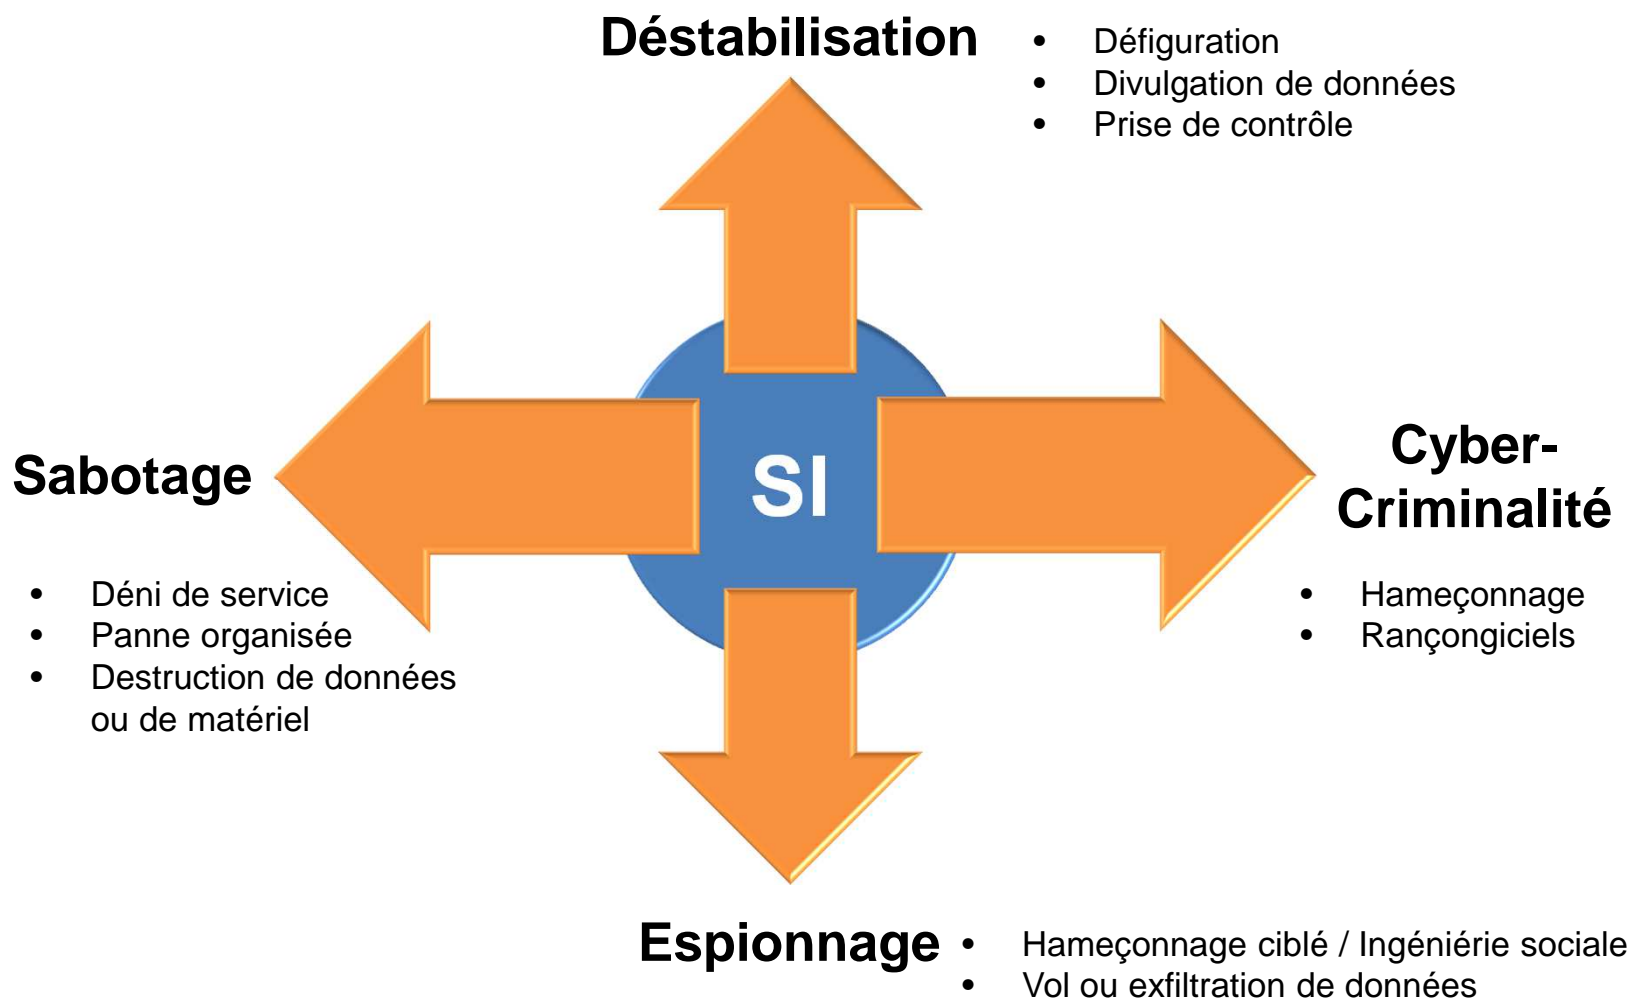 Déstabilisation
• Défiguration
• Divulgation de données
• Prise de contrôle
Sabotage
• Déni de service
• Panne organisée
• Destruction de données
ou de matériel
SI
Cyber-
Criminalité
• Hameçonnage
• Rançongiciels
Espionnage
• Hameçonnage ciblé / Ingéniérie sociale
• Vol ou exfiltration de données